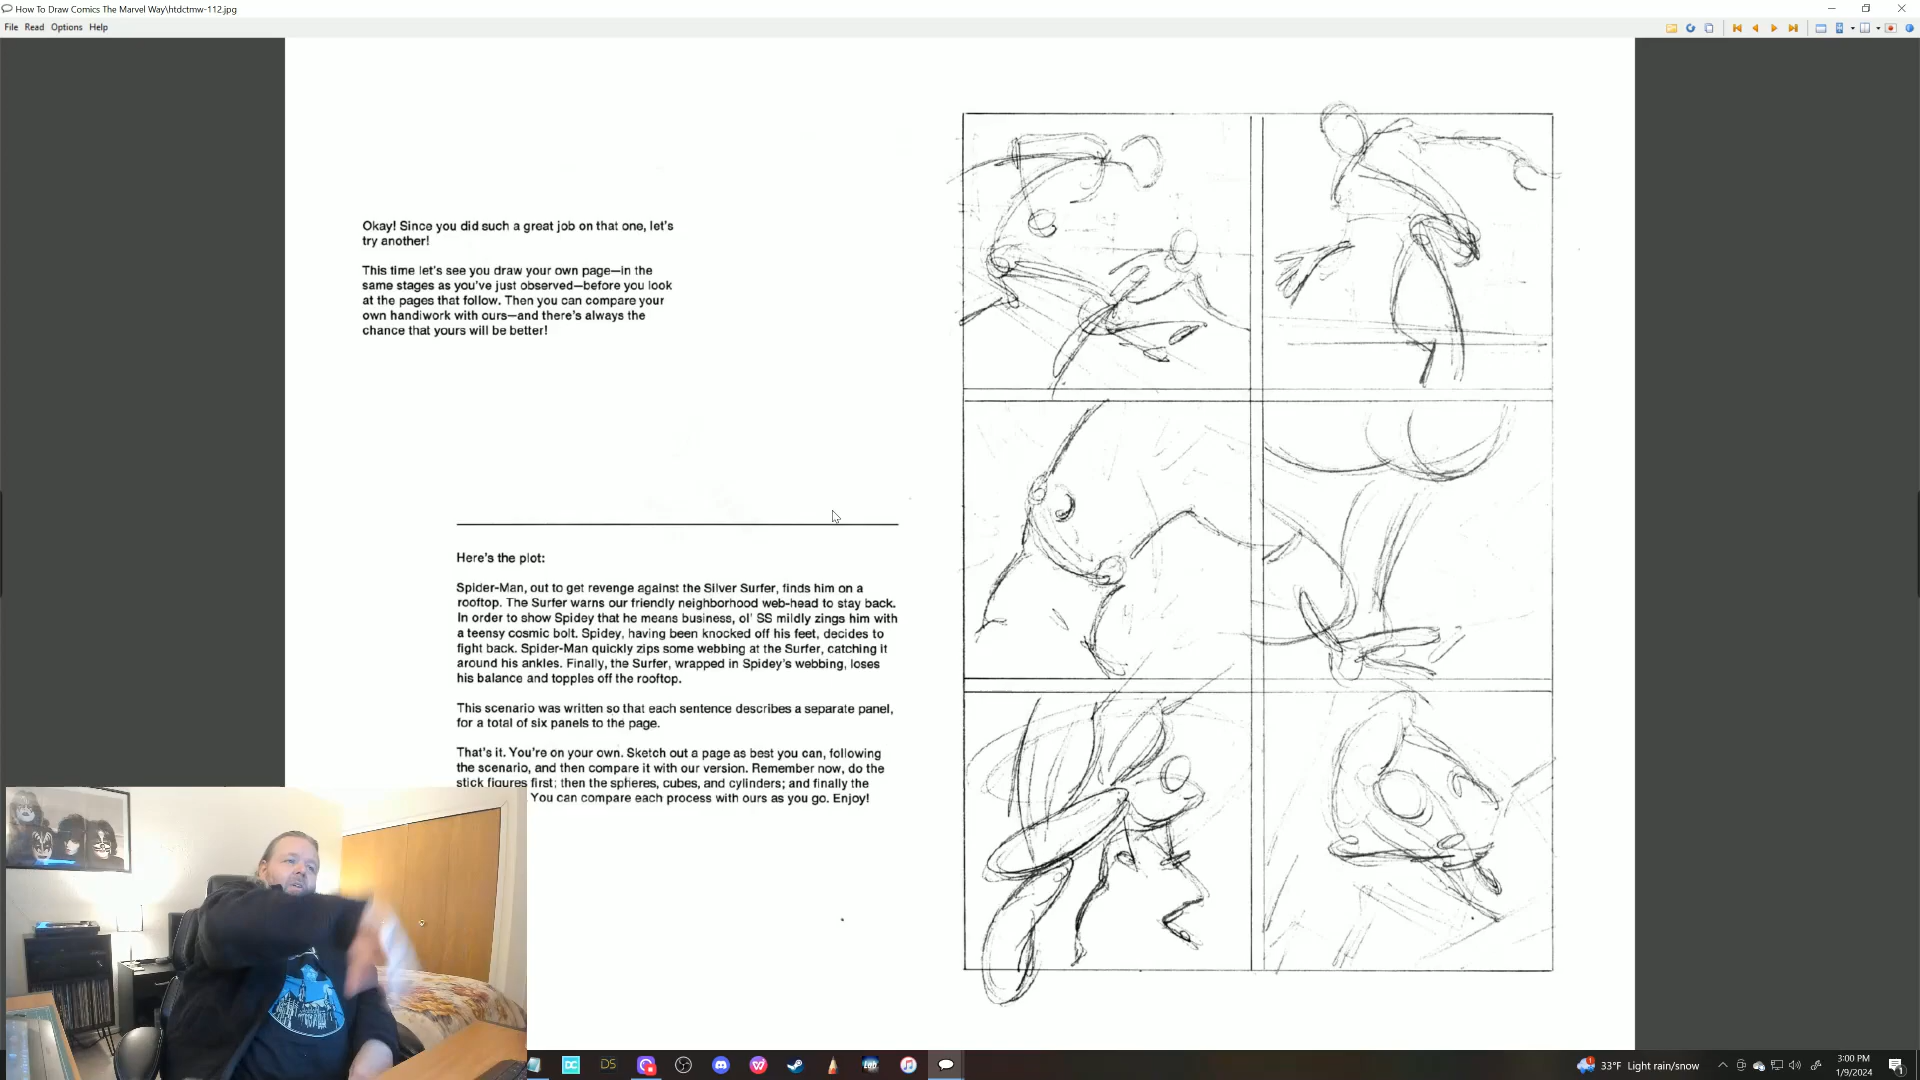 How To Draw Comics The Marvel Way\htdctmw-112.jpg
File Read Options Help
Okay! Since you did such a great job on that one, let's
try another!
This time let's see you draw your own page—in the
same stages as you've just observed—before you look
at the pages that follow. Then you can compare your
own handiwork with ours—and there's always the
chance that yours will be better!
Here's the plot:
Spider-Man, out to get revenge against the Silver Surfer, finds him on a
rooftop. The Surfer warns our friendly neighborhood web-head to stay back.
In order to show Spidey that he means business, ol' SS mildly zings him with
a teensy cosmic bolt. Spidey, having been knocked off his feet, decides to
fight back. Spider-Man quickly zips some webbing at the Surfer, catching it
around his ankles. Finally, the Surfer, wrapped in Spidey's webbing, loses
his balance and topples off the rooftop.
This scenario was written so that each sentence describes a separate panel,
for a total of six panels to the page.
That's it. You're on your own. Sketch out a page as best you can, following
the scenario, and then compare it with our version. Remember now, do the
stick figures first; then the spheres, cubes, and cylinders; and finally the
You can compare each process with ours as you go. Enjoy!
DC DS Lab 33°F Light rain/snow 3:00 PM
1/9/2024